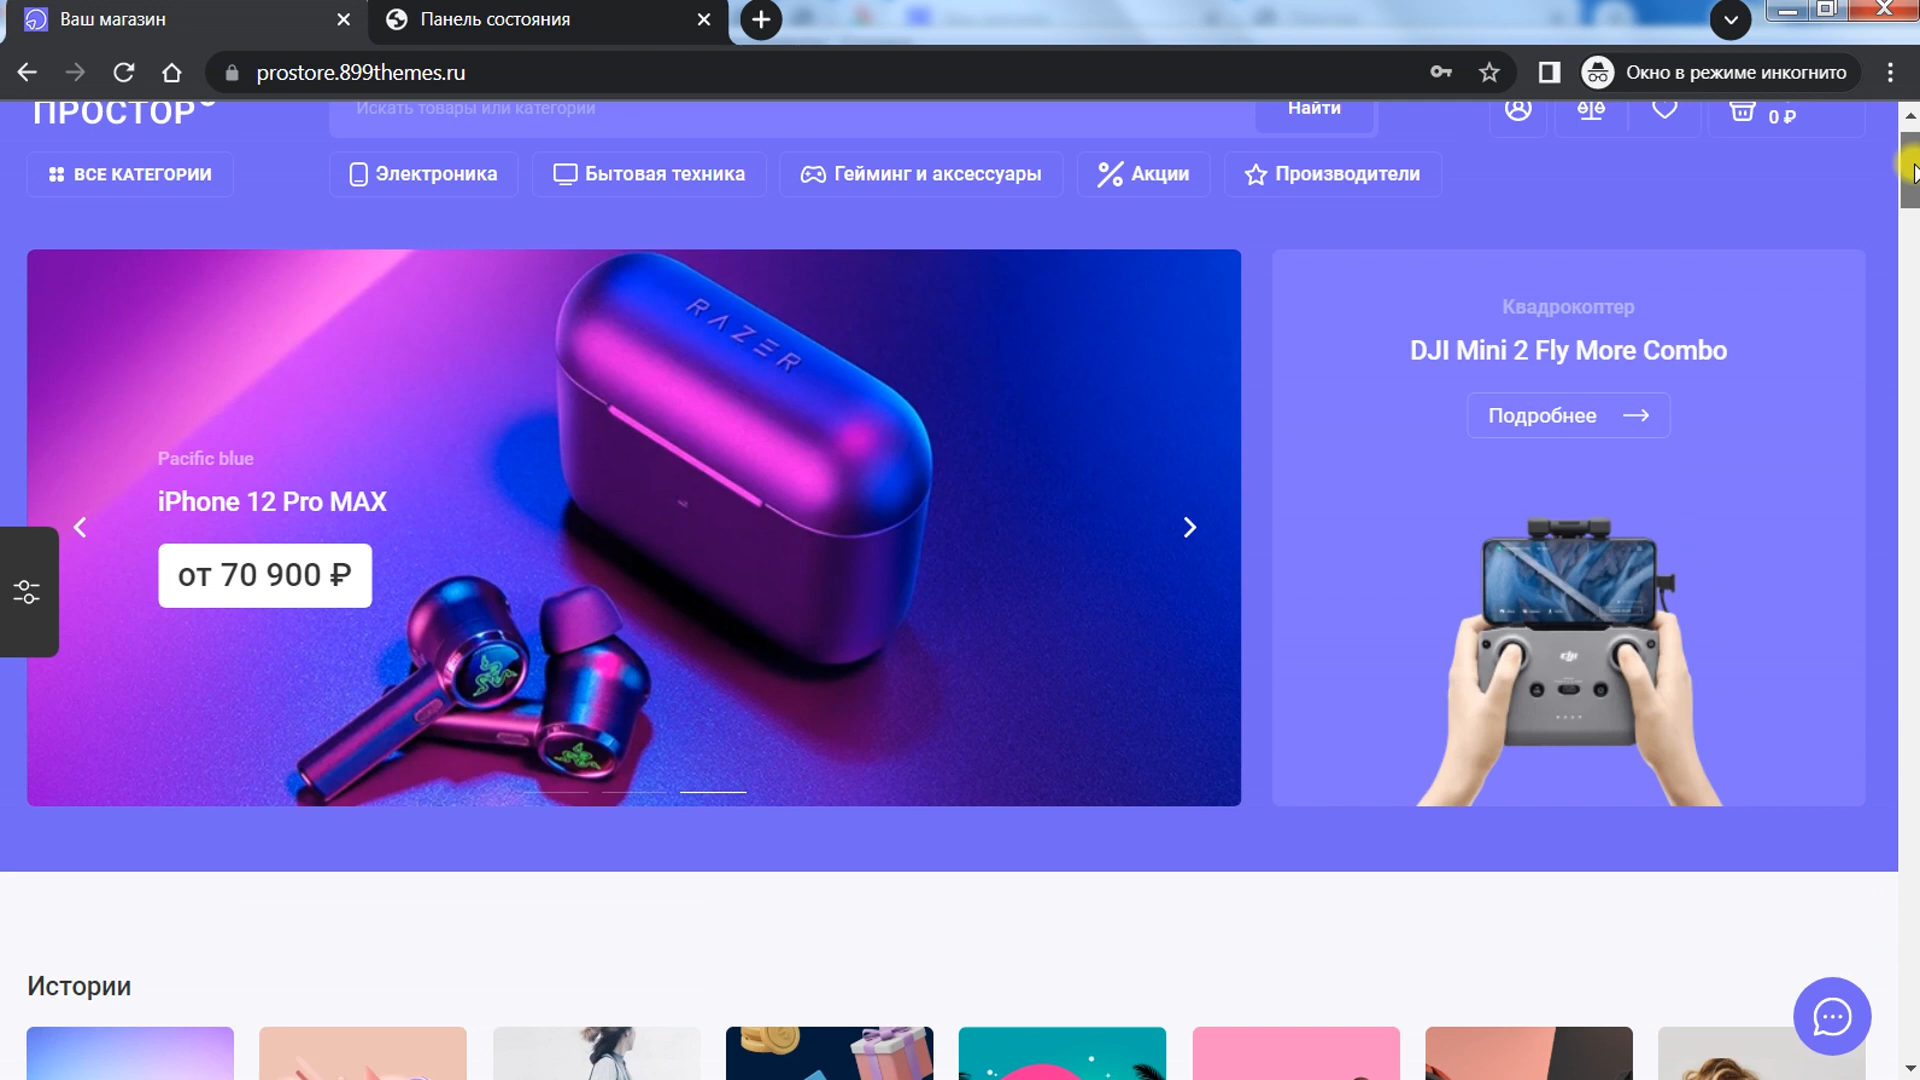 Ваш магазин
Панель состояния
prostore.899themes.ru
Окно в режиме инкогнито
ПРОСТОР
Искать товары или категории
Найти
0 ₽
ВСЕ КАТЕГОРИИ
Электроника
Бытовая техника
Гейминг и аксессуары
Акции
Производители
RAZER
Pacific blue
iPhone 12 Pro MAX
от 70 900 ₽
Квадрокоптер
DJI Mini 2 Fly More Combo
Подробнее
dji
Истории